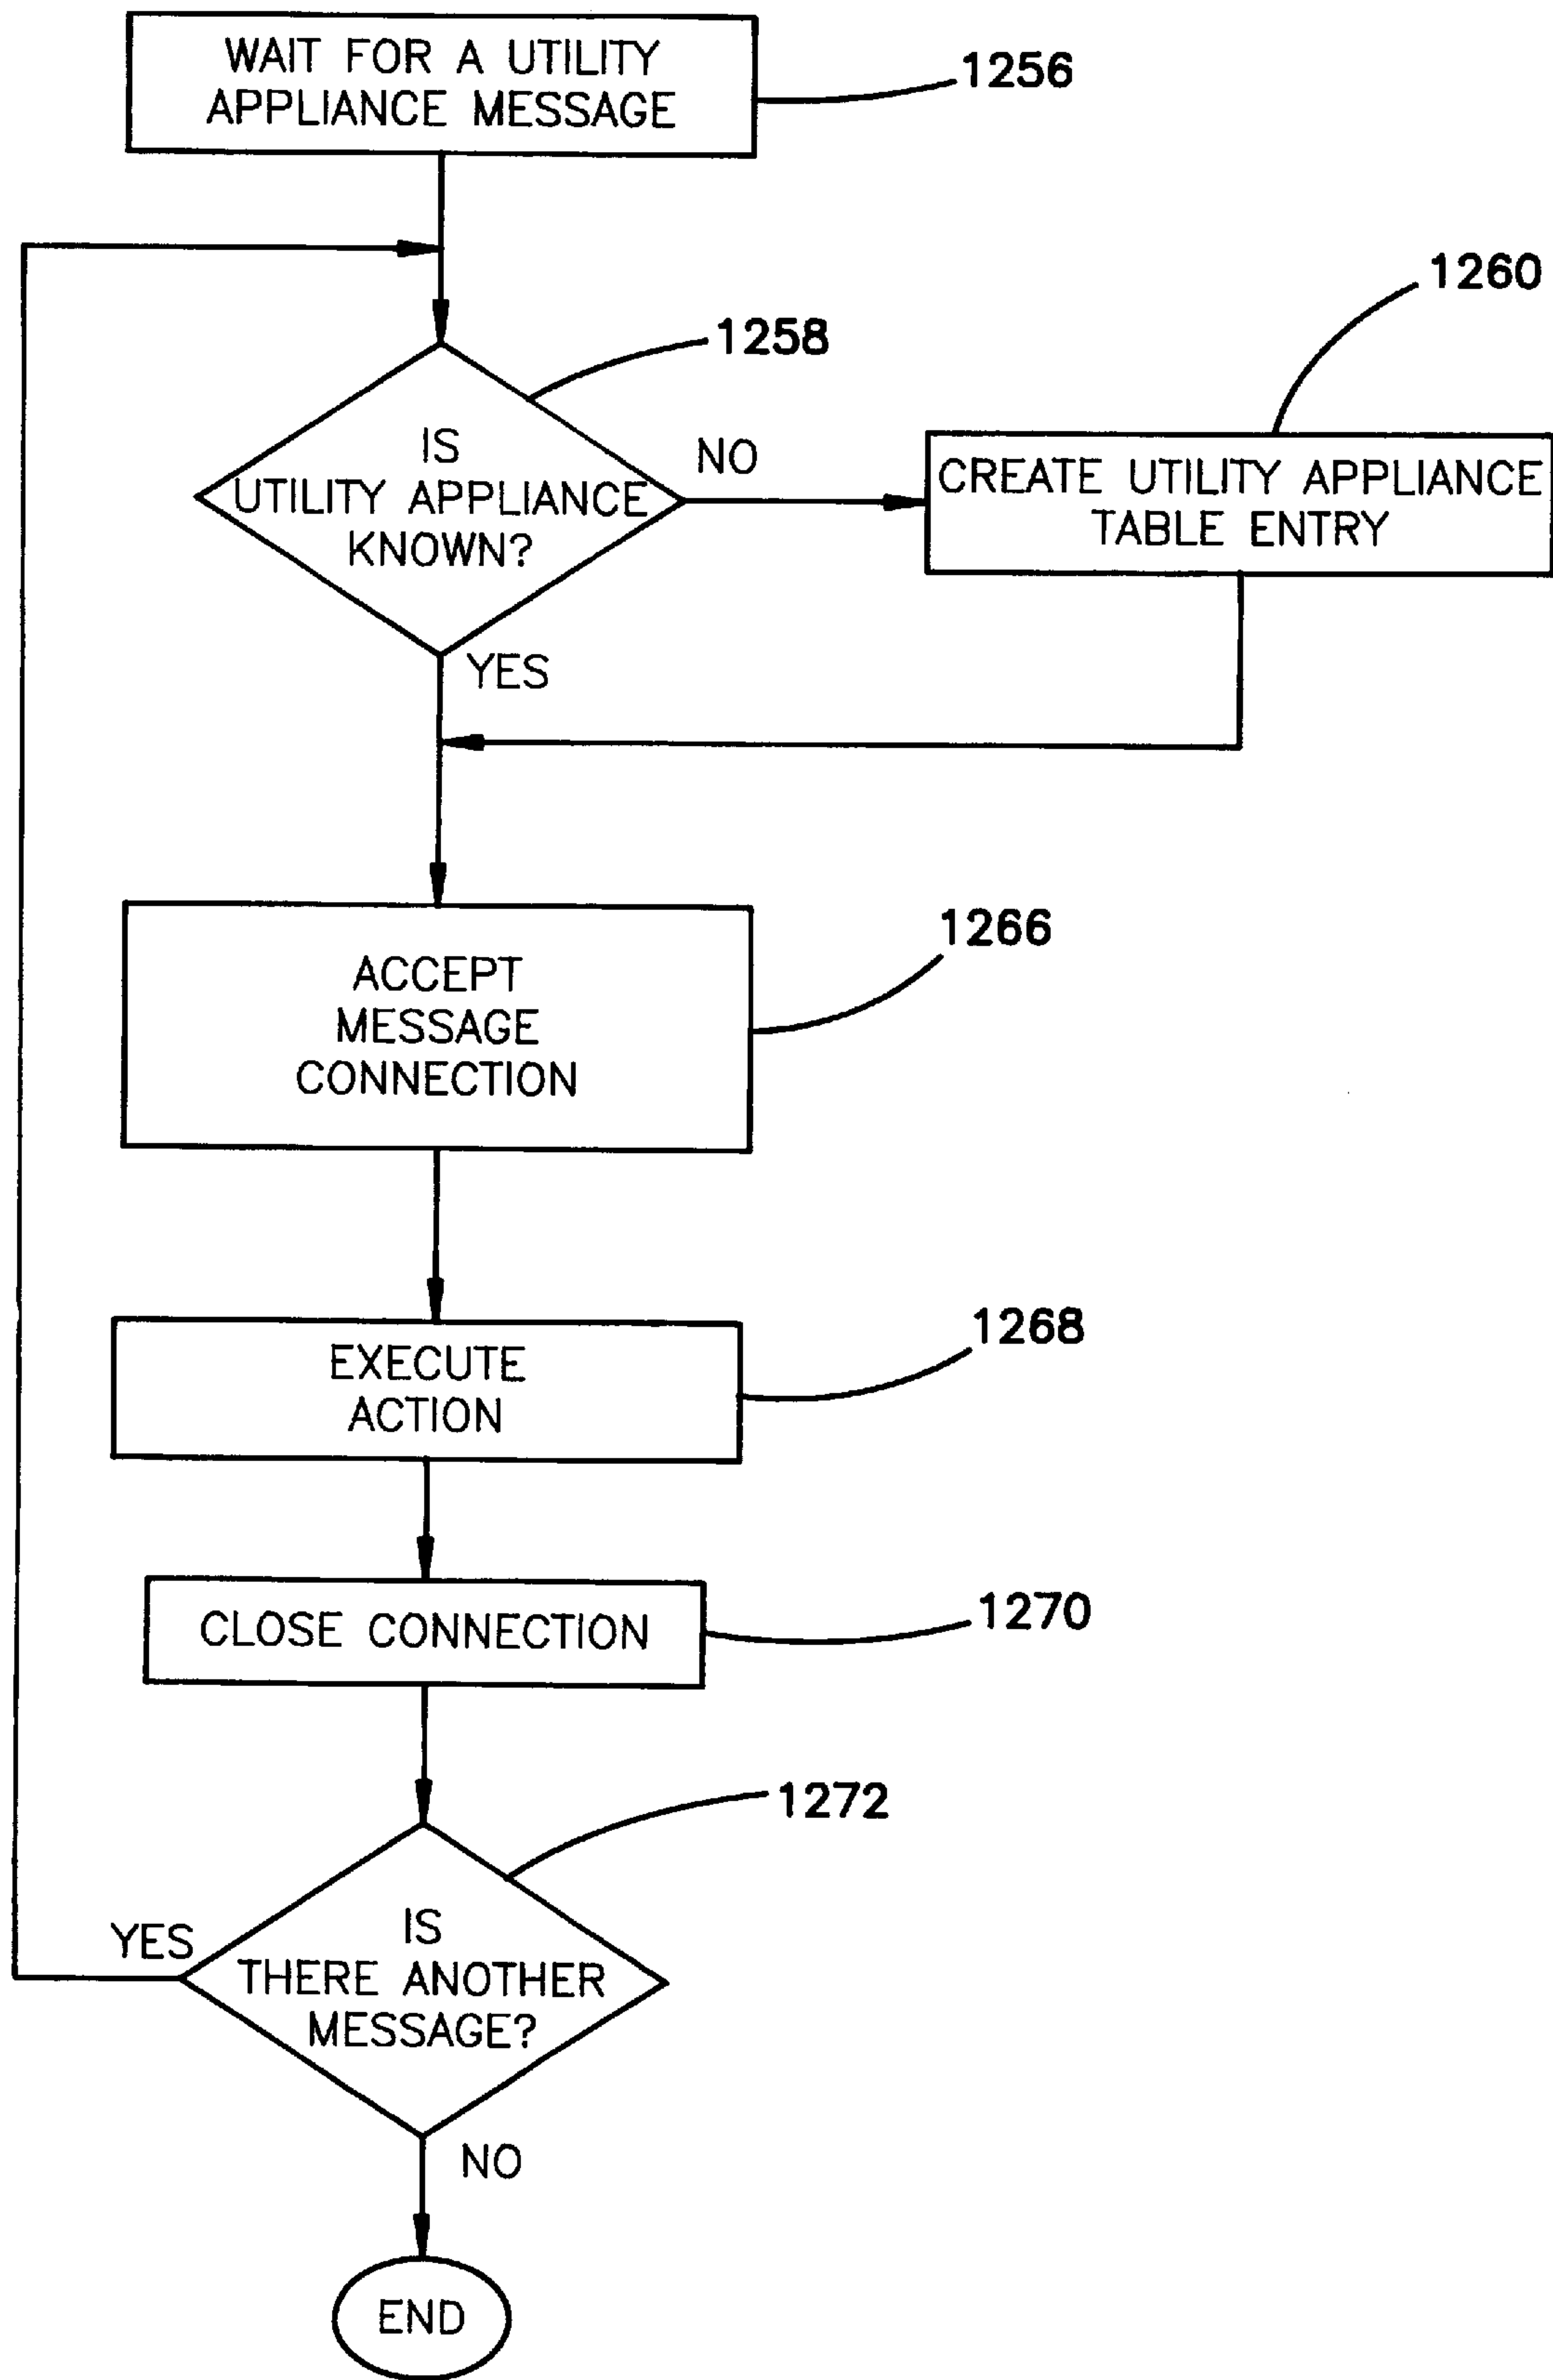 WAIT FOR A UTILITY
APPLIANCE MESSAGE
1256
1258
1260
IS
UTILITY APPLIANCE
KNOWN?
NO
CREATE UTILITY APPLIANCE
TABLE ENTRY
YES
1266
ACCEPT
MESSAGE
CONNECTION
1268
EXECUTE
ACTION
1270
CLOSE CONNECTION
1272
YES
IS
THERE ANOTHER
MESSAGE?
NO
END